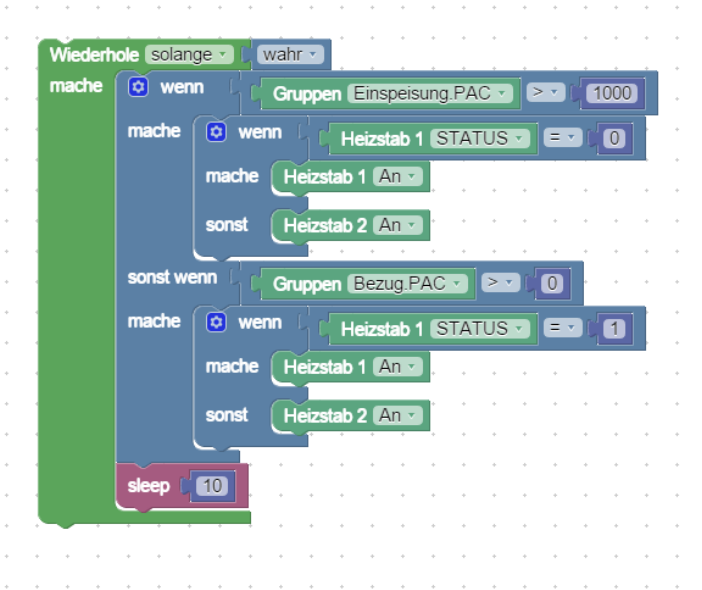 Wiederhole solange wahr
mache wenn Gruppen Einspeisung.PAC > 1000
mache wenn Heizstab 1 STATUS = 0
mache Heizstab 1 An
sonst Heizstab 2 An
sonst wenn Gruppen Bezug.PAC > 0
mache wenn Heizstab 1 STATUS = 1
mache Heizstab 1 An
sonst Heizstab 2 An
sleep 10